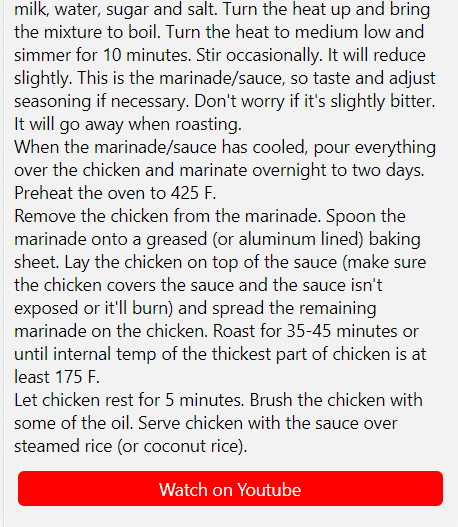 milk, water, sugar and salt. Turn the heat up and bring
the mixture to boil. Turn the heat to medium low and
simmer for 10 minutes. Stir occasionally. It will reduce
slightly. This is the marinade/sauce, so taste and adjust
seasoning if necessary. Don't worry if it's slightly bitter.
It will go away when roasting.
When the marinade/sauce has cooled, pour everything
over the chicken and marinate overnight to two days.
Preheat the oven to 425 F.
Remove the chicken from the marinade. Spoon the
marinade onto a greased (or aluminum lined) baking
sheet. Lay the chicken on top of the sauce (make sure
the chicken covers the sauce and the sauce isn't
exposed or it'll burn) and spread the remaining
marinade on the chicken. Roast for 35-45 minutes or
until internal temp of the thickest part of chicken is at
least 175 F.
Let chicken rest for 5 minutes. Brush the chicken with
some of the oil. Serve chicken with the sauce over
steamed rice (or coconut rice).
Watch on Youtube